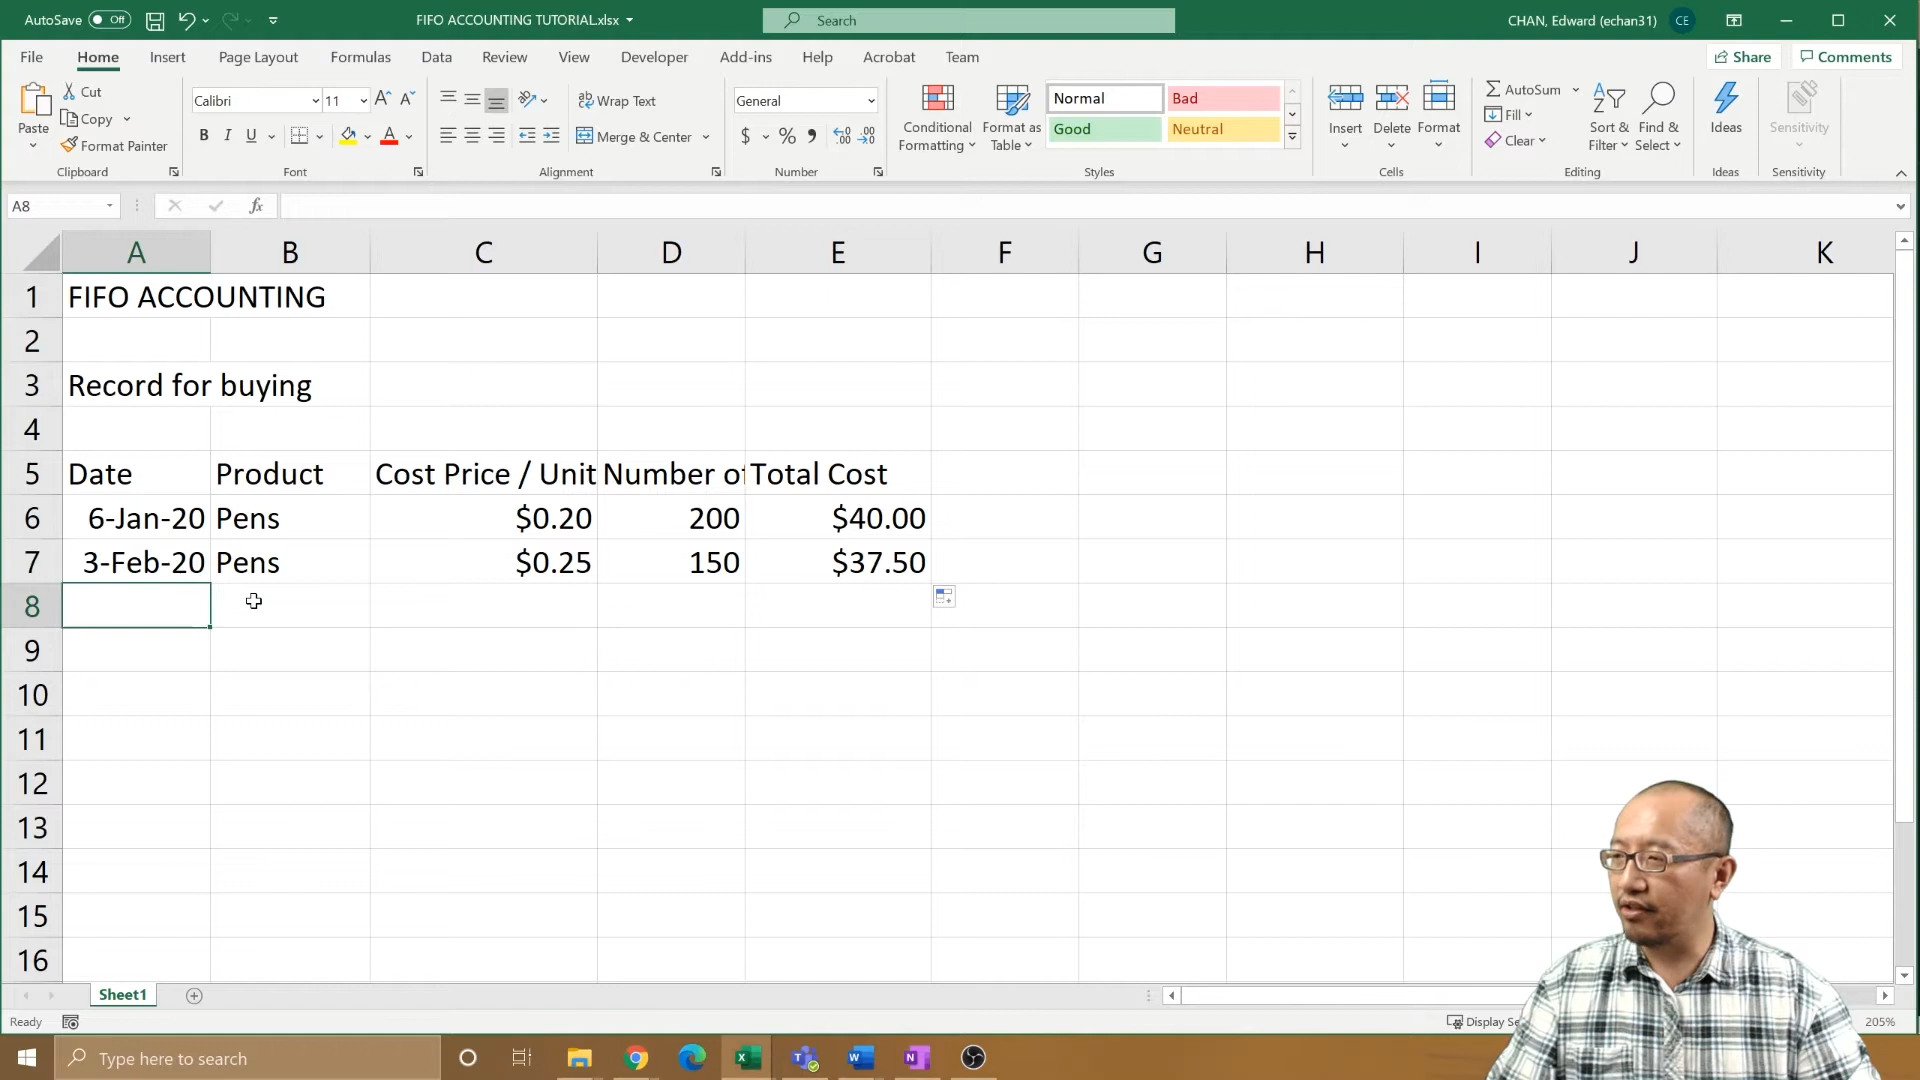 AutoSave Off FIFO ACCOUNTING TUTORIAL.xlsx Search CHAN, Edward (echan31) CE
File Home Insert Page Layout Formulas Data Review View Developer Add-ins Help Acrobat Team Share Comments
Paste Cut Copy Format Painter Clipboard
Calibri 11 A A B I U A Font
ab Wrap Text Merge & Center Alignment
General $ % , .00 Number
Conditional Formatting Format as Table Normal Bad Good Neutral Styles
Insert Delete Format Cells
AutoSum Fill Clear Sort & Filter Find & Select Editing
Ideas Ideas
Sensitivity Sensitivity
A8 fx
A B C D E F G H I J K
1 FIFO ACCOUNTING
2
3 Record for buying
4
5 Date Product Cost Price / Unit Number of Total Cost
6 6-Jan-20 Pens $0.20 200 $40.00
7 3-Feb-20 Pens $0.25 150 $37.50
8
9
10
11
12
13
14
15
16
Sheet1
Ready Display Se 205%
Type here to search